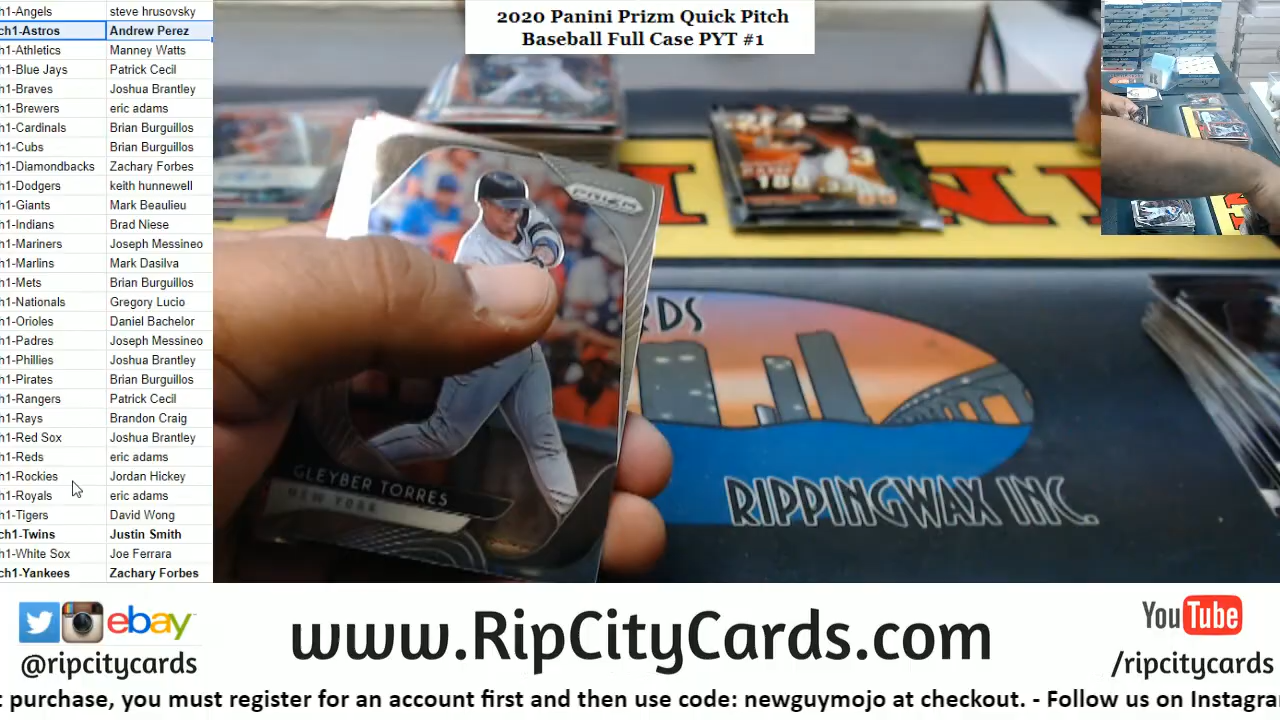 h1-Angels steve hrusovsky
ch1-Astros Andrew Perez
h1-Athletics Manney Watts
h1-Blue Jays Patrick Cecil
h1-Braves Joshua Brantley
h1-Brewers eric adams
h1-Cardinals Brian Burguillos
h1-Cubs Brian Burguillos
h1-Diamondbacks Zachary Forbes
h1-Dodgers keith hunnewell
h1-Giants Mark Beaulieu
h1-Indians Brad Niese
h1-Mariners Joseph Messineo
h1-Marlins Mark Dasilva
h1-Mets Brian Burguillos
h1-Nationals Gregory Lucio
h1-Orioles Daniel Bachelor
h1-Padres Joseph Messineo
h1-Phillies Joshua Brantley
h1-Pirates Brian Burguillos
h1-Rangers Patrick Cecil
h1-Rays Brandon Craig
h1-Red Sox Joshua Brantley
h1-Reds eric adams
h1-Rockies Jordan Hickey
h1-Royals eric adams
h1-Tigers David Wong
ch1-Twins Justin Smith
h1-White Sox Joe Ferrara
ch1-Yankees Zachary Forbes
2020 Panini Prizm Quick Pitch
Baseball Full Case PYT #1
PRIZM
GLEYBER TORRES
NEW YORK
RDS
RIPPINGWAX INC.
ebay
@ripcitycards
www.RipCityCards.com
YouTube
/ripcitycards
t purchase, you must register for an account first and then use code: newguymojo at checkout. - Follow us on Instagra